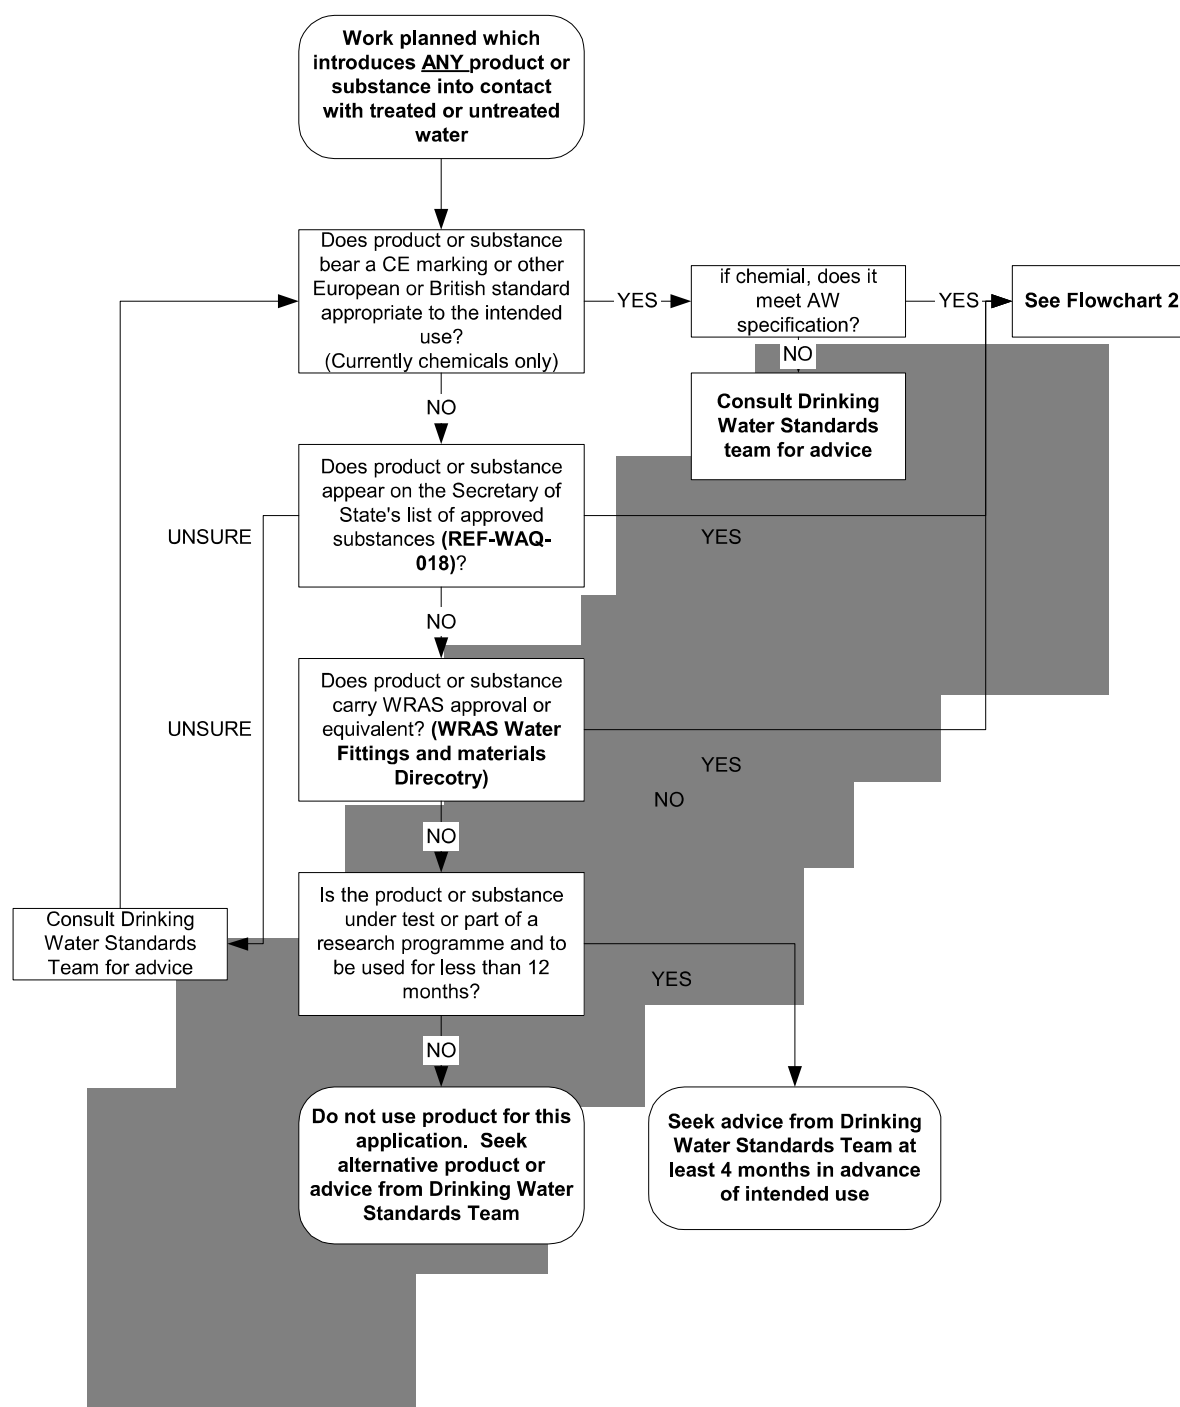 Work planned which
introduces ANY product or
substance into contact
with treated or untreated
water
Does product or substance
bear a CE marking or other
European or British standard
appropriate to the intended
use?
(Currently chemicals only)
YES
if chemial, does it
meet AW
specification?
YES
See Flowchart 2
NO
Consult Drinking
Water Standards
team for advice
NO
Does product or substance
appear on the Secretary of
State's list of approved
substances (REF-WAQ-
018)?
UNSURE
YES
NO
Does product or substance
carry WRAS approval or
equivalent? (WRAS Water
Fittings and materials
Direcotry)
UNSURE
YES
NO
NO
Is the product or substance
under test or part of a
research programme and to
be used for less than 12
months?
Consult Drinking
Water Standards
Team for advice
YES
NO
Do not use product for this
application. Seek
alternative product or
advice from Drinking Water
Standards Team
Seek advice from Drinking
Water Standards Team at
least 4 months in advance
of intended use